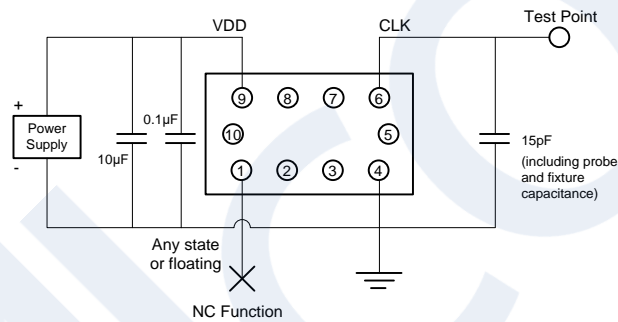 Test Point
VDD
CLK
+
Power
Supply
-
10µF
0.1µF
9
8
7
6
10
5
1
2
3
4
15pF
(including probe
and fixture
capacitance)
Any state
or floating
NC Function